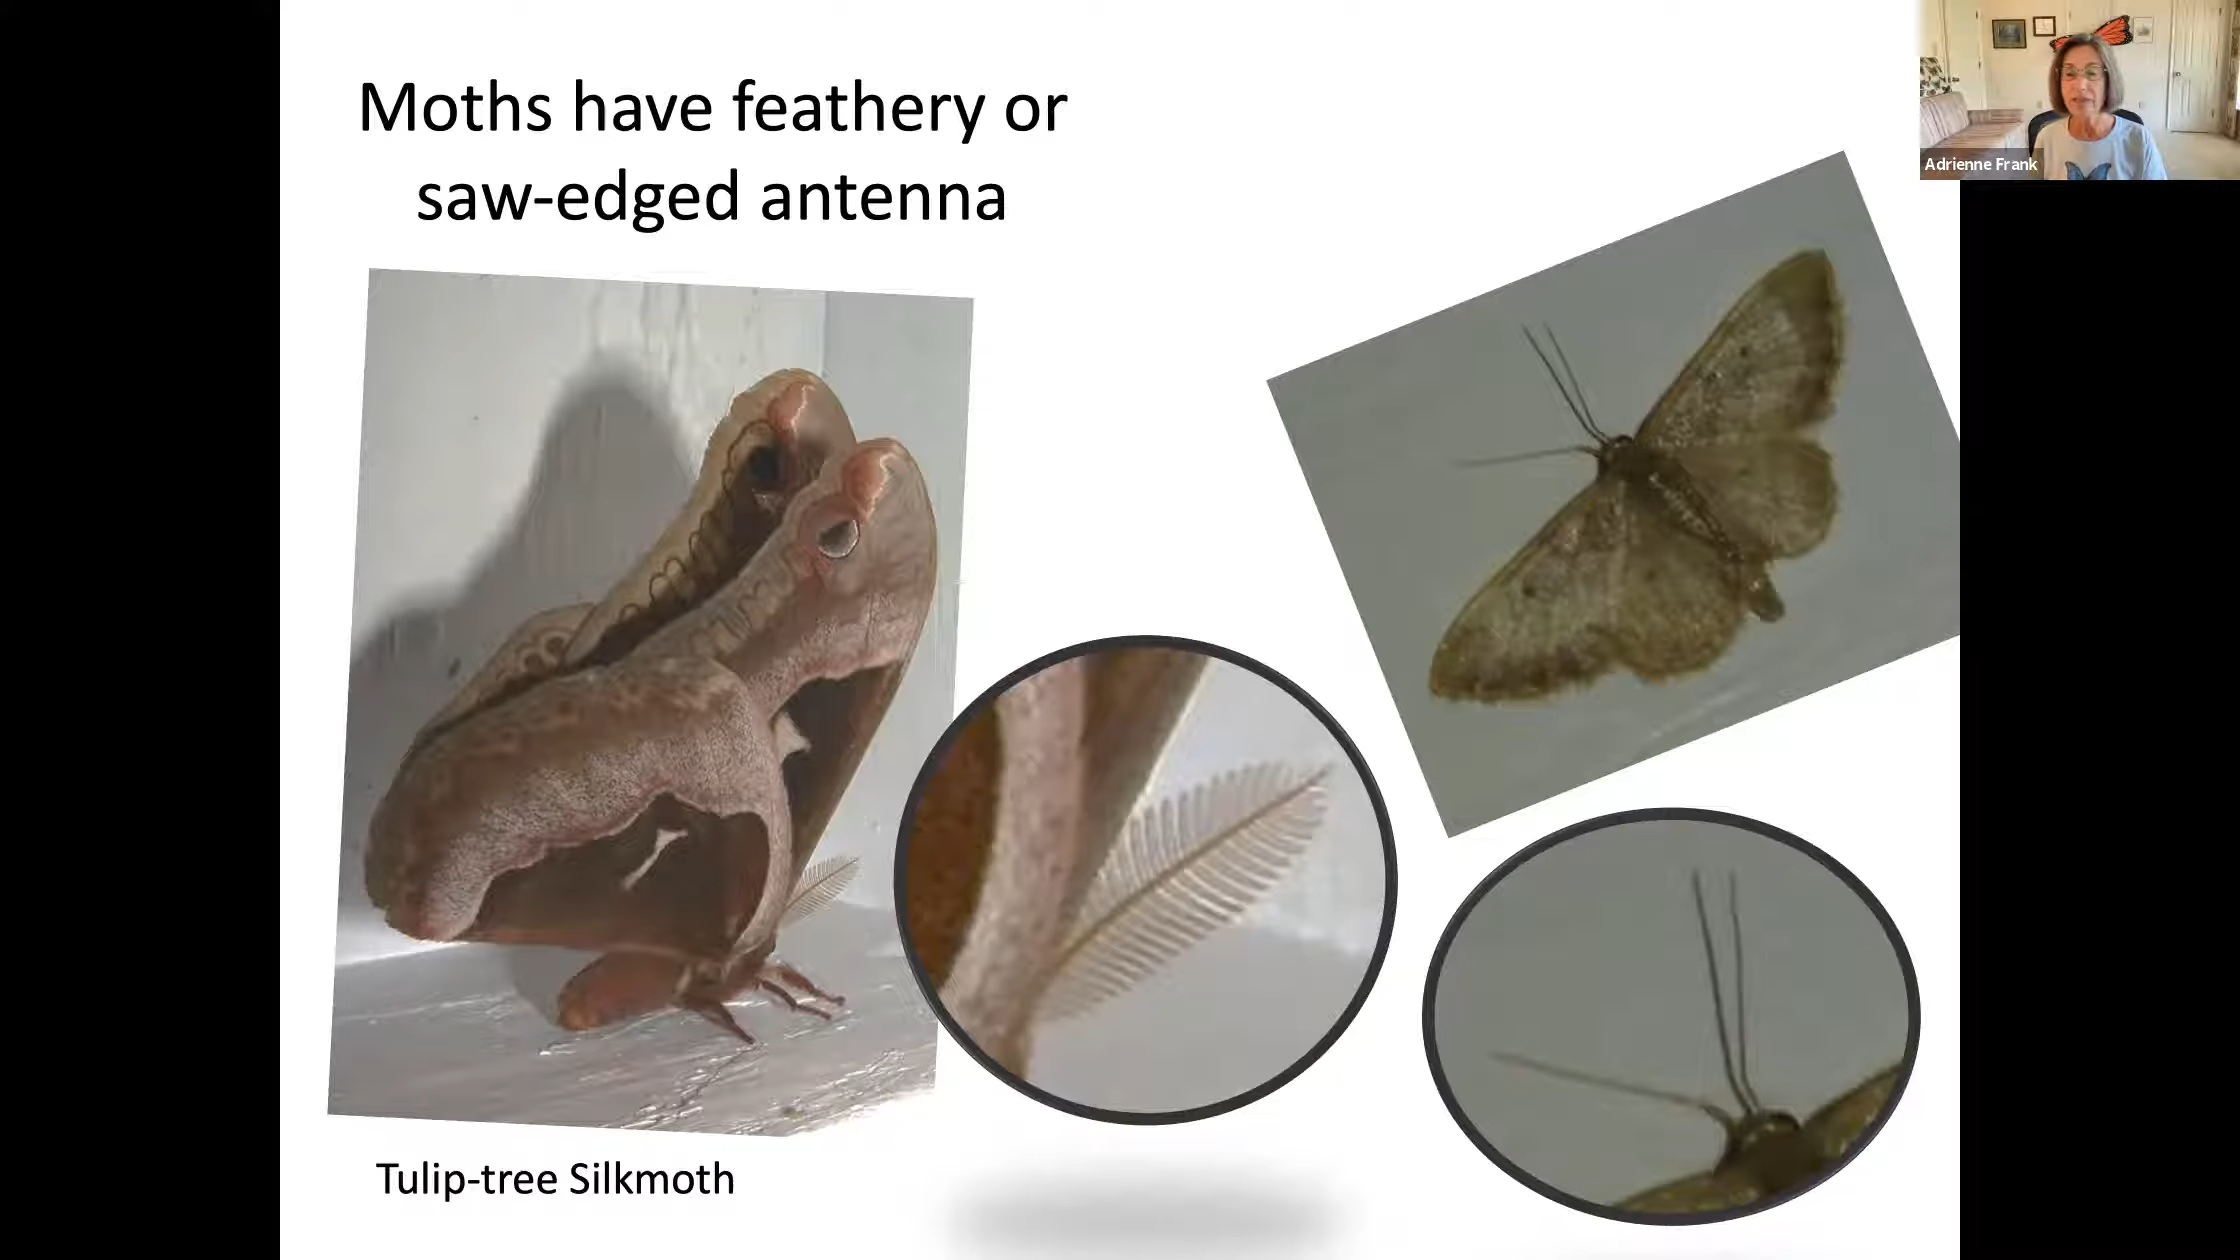 Moths have feathery or
saw-edged antenna
Adrienne Frank
Tulip-tree Silkmoth